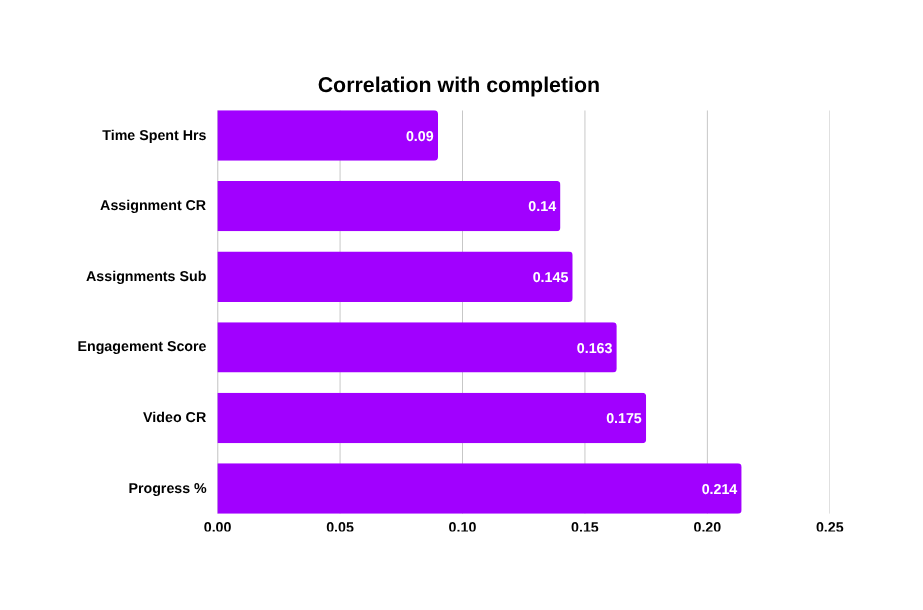 Correlation with completion
Time Spent Hrs
0.09
Assignment CR
0.14
Assignments Sub
0.145
Engagement Score
0.163
Video CR
0.175
Progress %
0.214
0.00 0.05 0.10 0.15 0.20 0.25